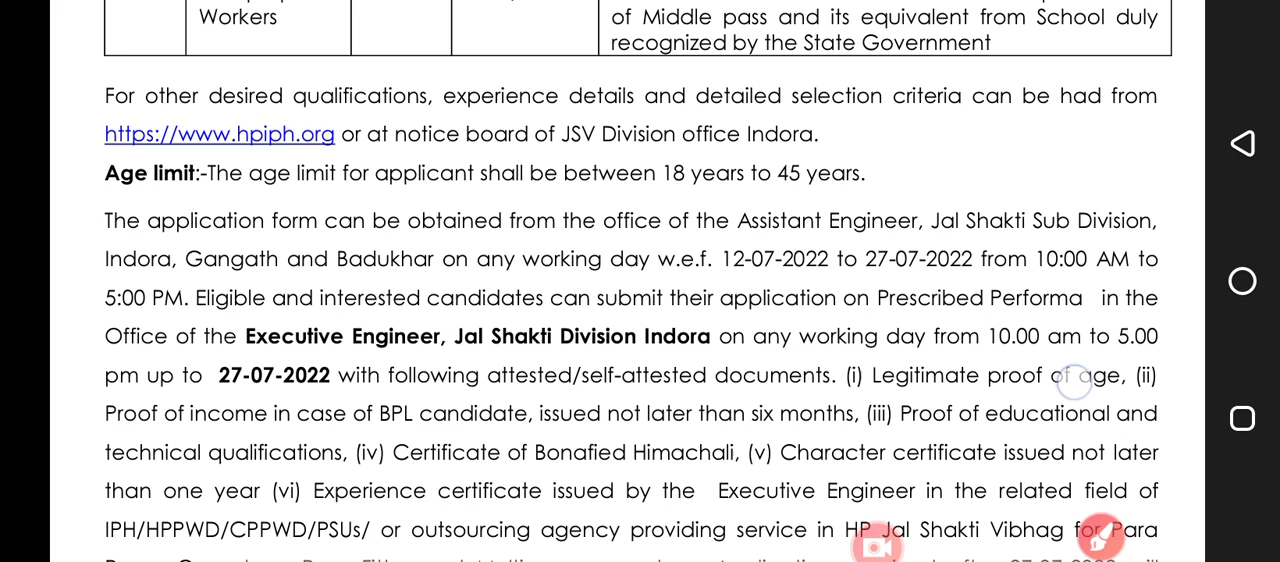 Workers
of Middle pass and its equivalent from School duly
recognized by the State Government
For other desired qualifications, experience details and detailed selection criteria can be had from
https://www.hpiph.org or at notice board of JSV Division office Indora.
Age limit:-The age limit for applicant shall be between 18 years to 45 years.
The application form can be obtained from the office of the Assistant Engineer, Jal Shakti Sub Division,
Indora, Gangath and Badukhar on any working day w.e.f. 12-07-2022 to 27-07-2022 from 10:00 AM to
5:00 PM. Eligible and interested candidates can submit their application on Prescribed Performa in the
Office of the Executive Engineer, Jal Shakti Division Indora on any working day from 10.00 am to 5.00
pm up to 27-07-2022 with following attested/self-attested documents. (i) Legitimate proof of age, (ii)
Proof of income in case of BPL candidate, issued not later than six months, (iii) Proof of educational and
technical qualifications, (iv) Certificate of Bonafied Himachali, (v) Character certificate issued not later
than one year (vi) Experience certificate issued by the Executive Engineer in the related field of
IPH/HPPWD/CPPWD/PSUs/ or outsourcing agency providing service in HP Jal Shakti Vibhag for Para